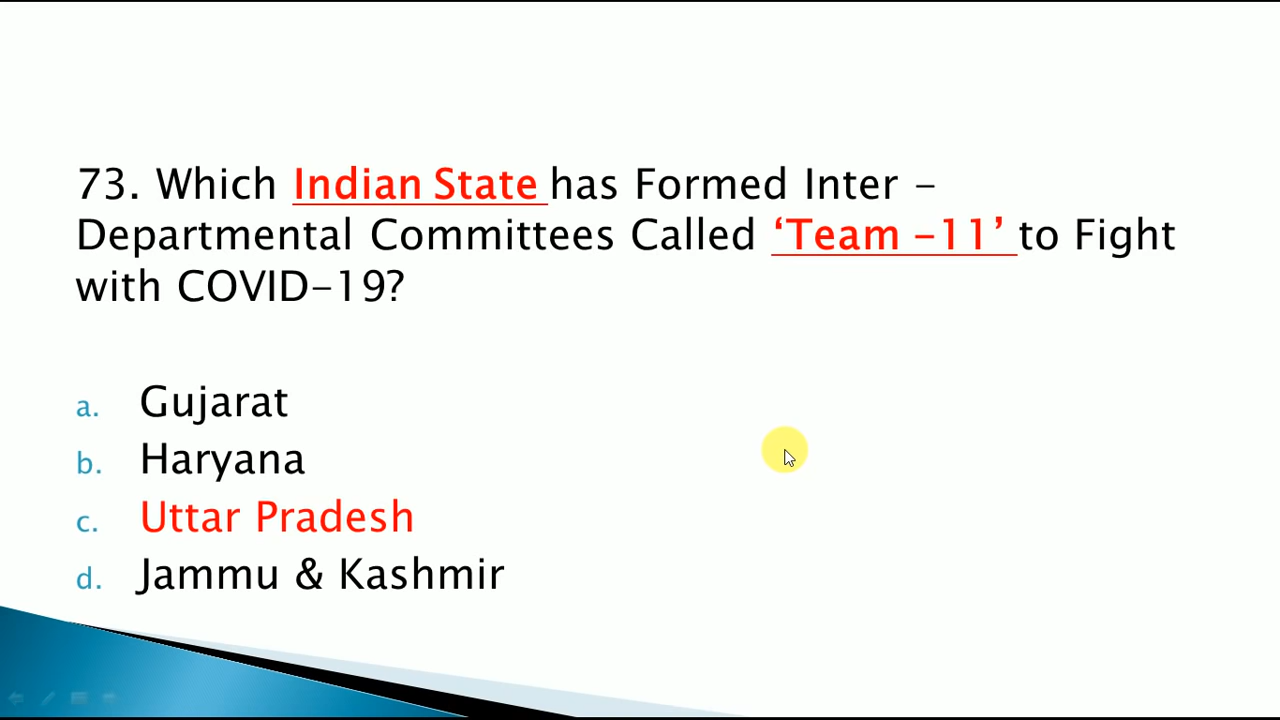 73. Which Indian State has Formed Inter -
Departmental Committees Called ‘Team -11’ to Fight
with COVID-19?
a. Gujarat
b. Haryana
c. Uttar Pradesh
d. Jammu & Kashmir